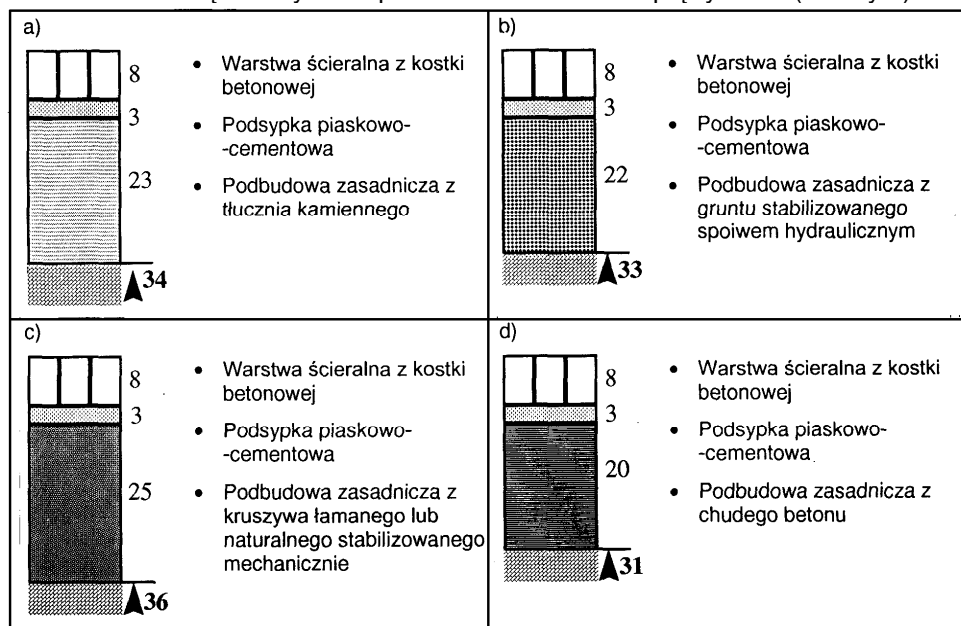 a)
8
3
23
34
• Warstwa ścieralna z kostki
betonowej
• Podsypka piaskowo-
-cementowa
• Podbudowa zasadnicza z
tłucznia kamiennego
b)
8
3
22
33
• Warstwa ścieralna z kostki
betonowej
• Podsypka piaskowo-
-cementowa
• Podbudowa zasadnicza z
gruntu stabilizowanego
spoiwem hydraulicznym
c)
8
3
25
36
• Warstwa ścieralna z kostki
betonowej
• Podsypka piaskowo-
-cementowa
• Podbudowa zasadnicza z
kruszywa łamanego lub
naturalnego stabilizowanego
mechanicznie
d)
8
3
20
31
• Warstwa ścieralna z kostki
betonowej
• Podsypka piaskowo-
-cementowa
• Podbudowa zasadnicza z
chudego betonu